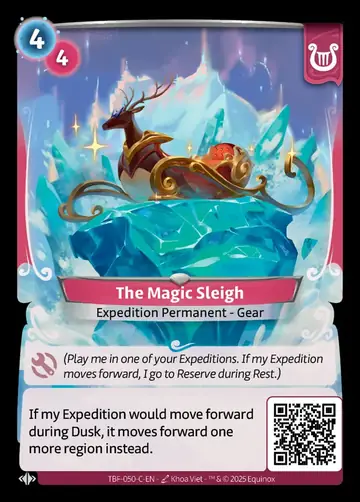 4
4
The Magic Sleigh
Expedition Permanent - Gear
(Play me in one of your Expeditions. If my Expedition
moves forward, I go to Reserve during Rest.)
If my Expedition would move forward
during Dusk, it moves forward one
more region instead.
TBF-050-C-EN - Khoa Viet - ™ & © 2025 Equinox